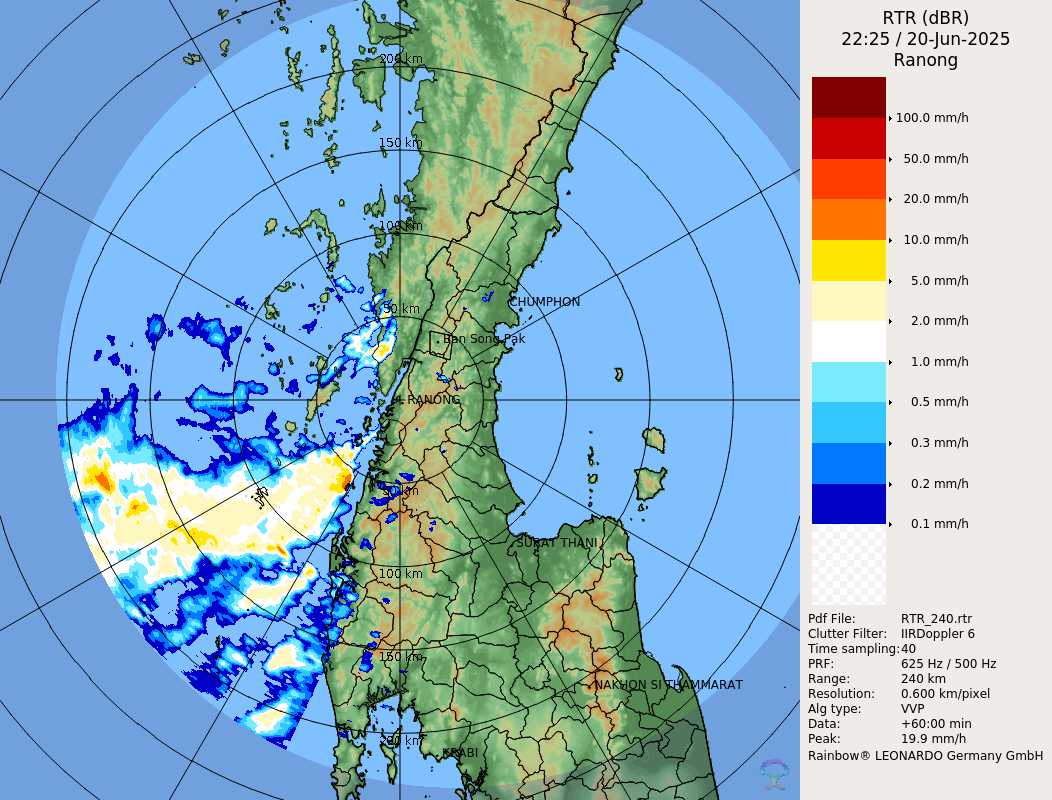 RTR (dBR)
22:25 / 20-Jun-2025
Ranong
100.0 mm/h
50.0 mm/h
20.0 mm/h
10.0 mm/h
5.0 mm/h
2.0 mm/h
1.0 mm/h
0.5 mm/h
0.3 mm/h
0.2 mm/h
0.1 mm/h
Pdf File: RTR_240.rtr
Clutter Filter: IIRDoppler 6
Time sampling:40
PRF: 625 Hz / 500 Hz
Range: 240 km
Resolution: 0.600 km/pixel
Alg type: VVP
Data: +60:00 min
Peak: 19.9 mm/h
Rainbow® LEONARDO Germany GmbH
200 km
150 km
100 km
50 km
CHUMPHON
Ban Song Pak
RANONG
50 km
SURAT THANI
100 km
150 km
NAKHON SI THAMMARAT
200 km
KRABI